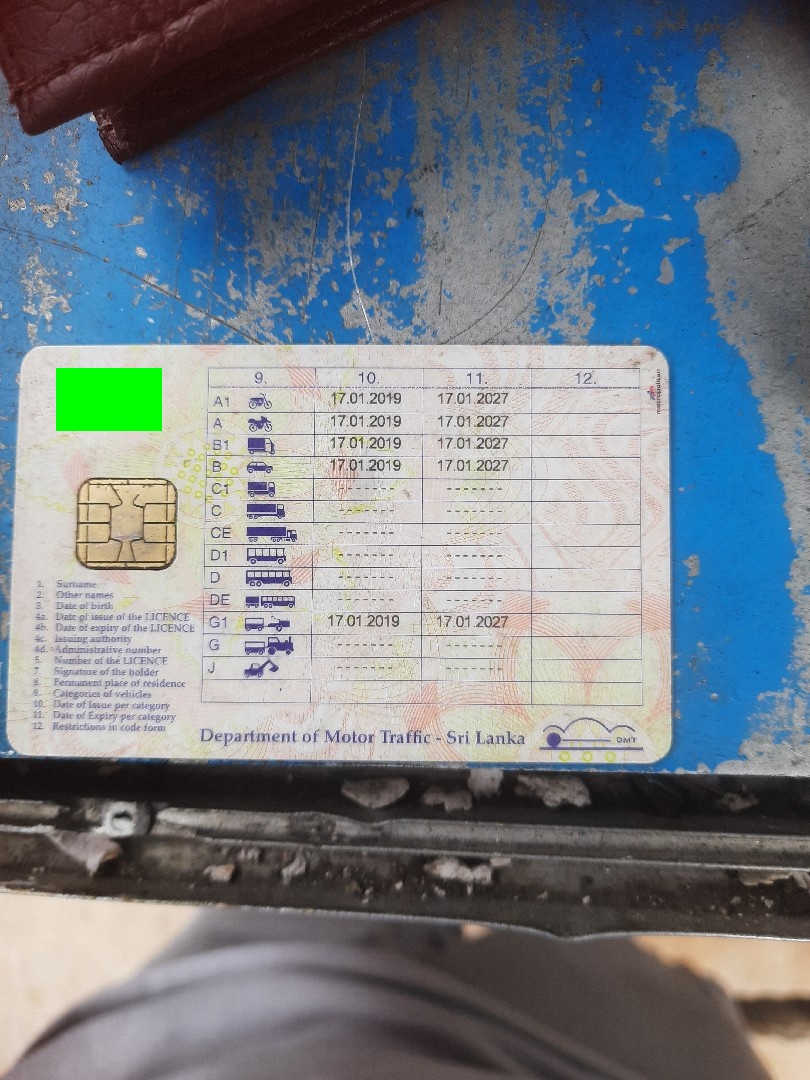 9. 10. 11. 12.
A1 17.01.2019 17.01.2027
A 17.01.2019 17.01.2027
B1 17.01.2019 17.01.2027
B 17.01.2019 17.01.2027
C1 ------- -------
C ------- -------
CE ------- -------
D1 ------- -------
D ------- -------
DE ------- -------
G1 17.01.2019 17.01.2027
G ------- -------
J ------- -------
1. Surname
2. Other names
3. Date of birth
4a. Date of issue of the LICENCE
4b. Date of expiry of the LICENCE
4c. Issuing authority
4d. Administrative number
5. Number of the LICENCE
7. Signature of the holder
8. Permanent place of residence
9. Categories of vehicles
10. Date of Issue per category
11. Date of Expiry per category
12. Restrictions in code form
Department of Motor Traffic - Sri Lanka
DMT
metropolitan